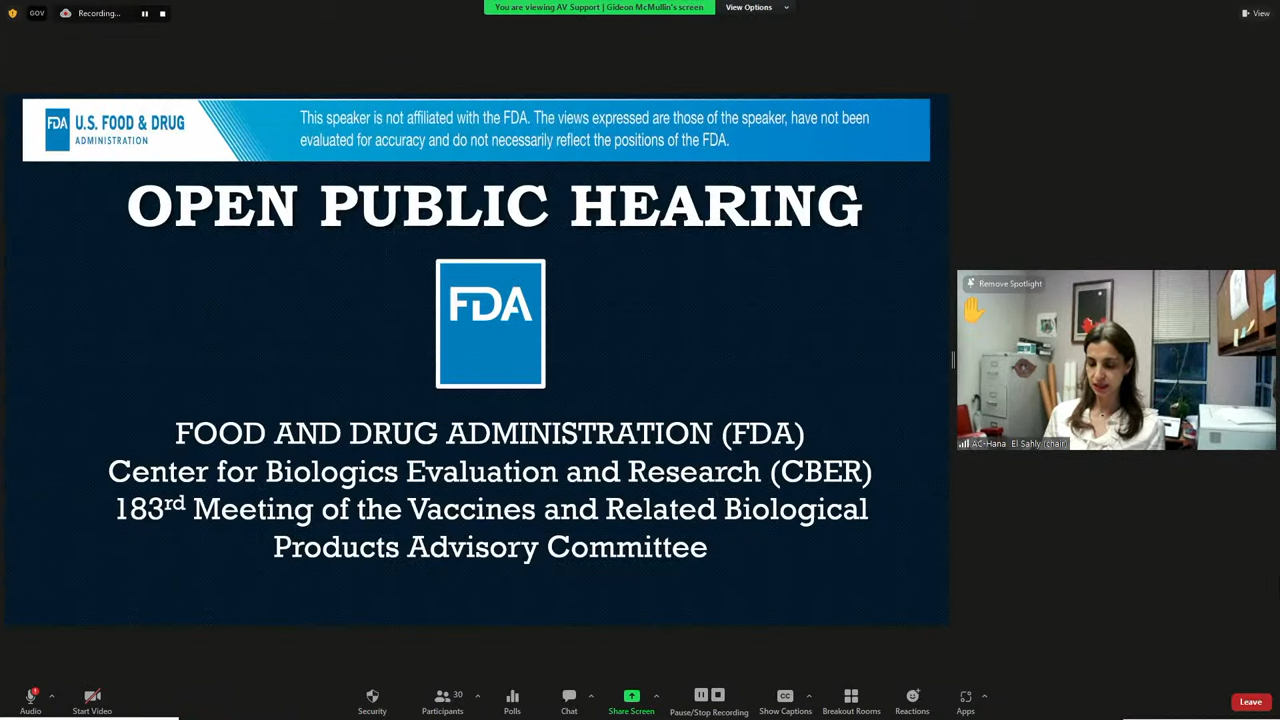 GOV
Recording...
You are viewing AV Support | Gideon McMullin's screen
View Options
View
FDA
U.S. FOOD & DRUG
ADMINISTRATION
This speaker is not affiliated with the FDA. The views expressed are those of the speaker, have not been
evaluated for accuracy and do not necessarily reflect the positions of the FDA.
OPEN PUBLIC HEARING
FDA
FOOD AND DRUG ADMINISTRATION (FDA)
Center for Biologics Evaluation and Research (CBER)
183rd Meeting of the Vaccines and Related Biological
Products Advisory Committee
Remove Spotlight
AC-Hana El Sahly (chair)
Audio
Start Video
Security
Participants
30
Polls
Chat
Share Screen
Pause/Stop Recording
CC
Show Captions
Breakout Rooms
Reactions
Apps
Leave